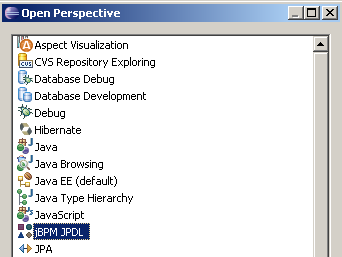 Open Perspective
Aspect Visualization
CVS Repository Exploring
Database Debug
Database Development
Debug
Hibernate
Java
Java Browsing
Java EE (default)
Java Type Hierarchy
JavaScript
jBPM JPDL
JPA